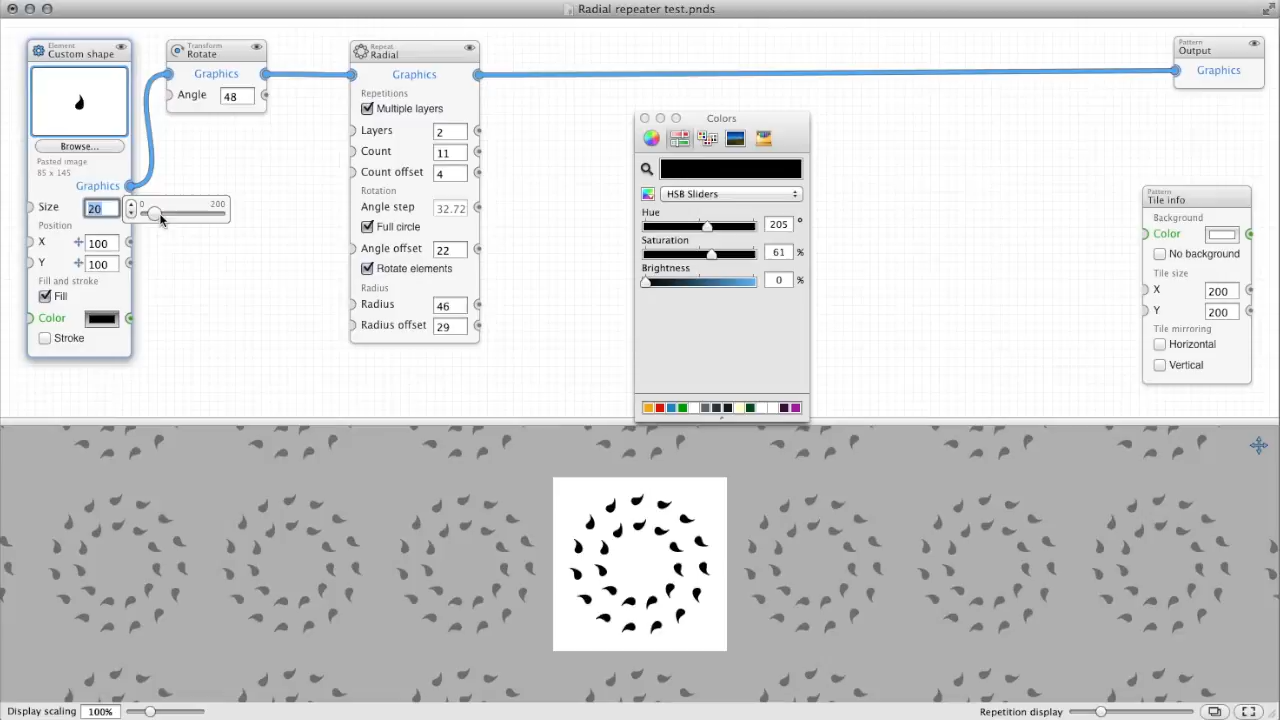 Radial repeater test.pnds
Element
Custom shape
Browse...
Pasted image
85 x 145
Graphics
Size 20
0 200
Position
X 100
Y 100
Fill and stroke
Fill
Color
Stroke
Transform
Rotate
Graphics
Angle 48
Repeat
Radial
Graphics
Repetitions
Multiple layers
Layers 2
Count 11
Count offset 4
Rotation
Angle step 32.72
Full circle
Angle offset 22
Rotate elements
Radius
Radius 46
Radius offset 29
Colors
HSB Sliders
Hue
205 °
Saturation
61 %
Brightness
0 %
Pattern
Output
Graphics
Pattern
Tile info
Background
Color
No background
Tile size
X 200
Y 200
Tile mirroring
Horizontal
Vertical
Display scaling 100%
Repetition display